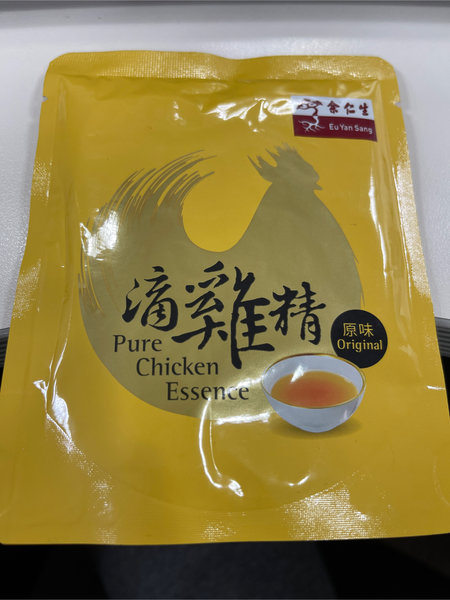 余仁生
Eu Yan Sang
滴雞精
原味
Original
Pure
Chicken
Essence